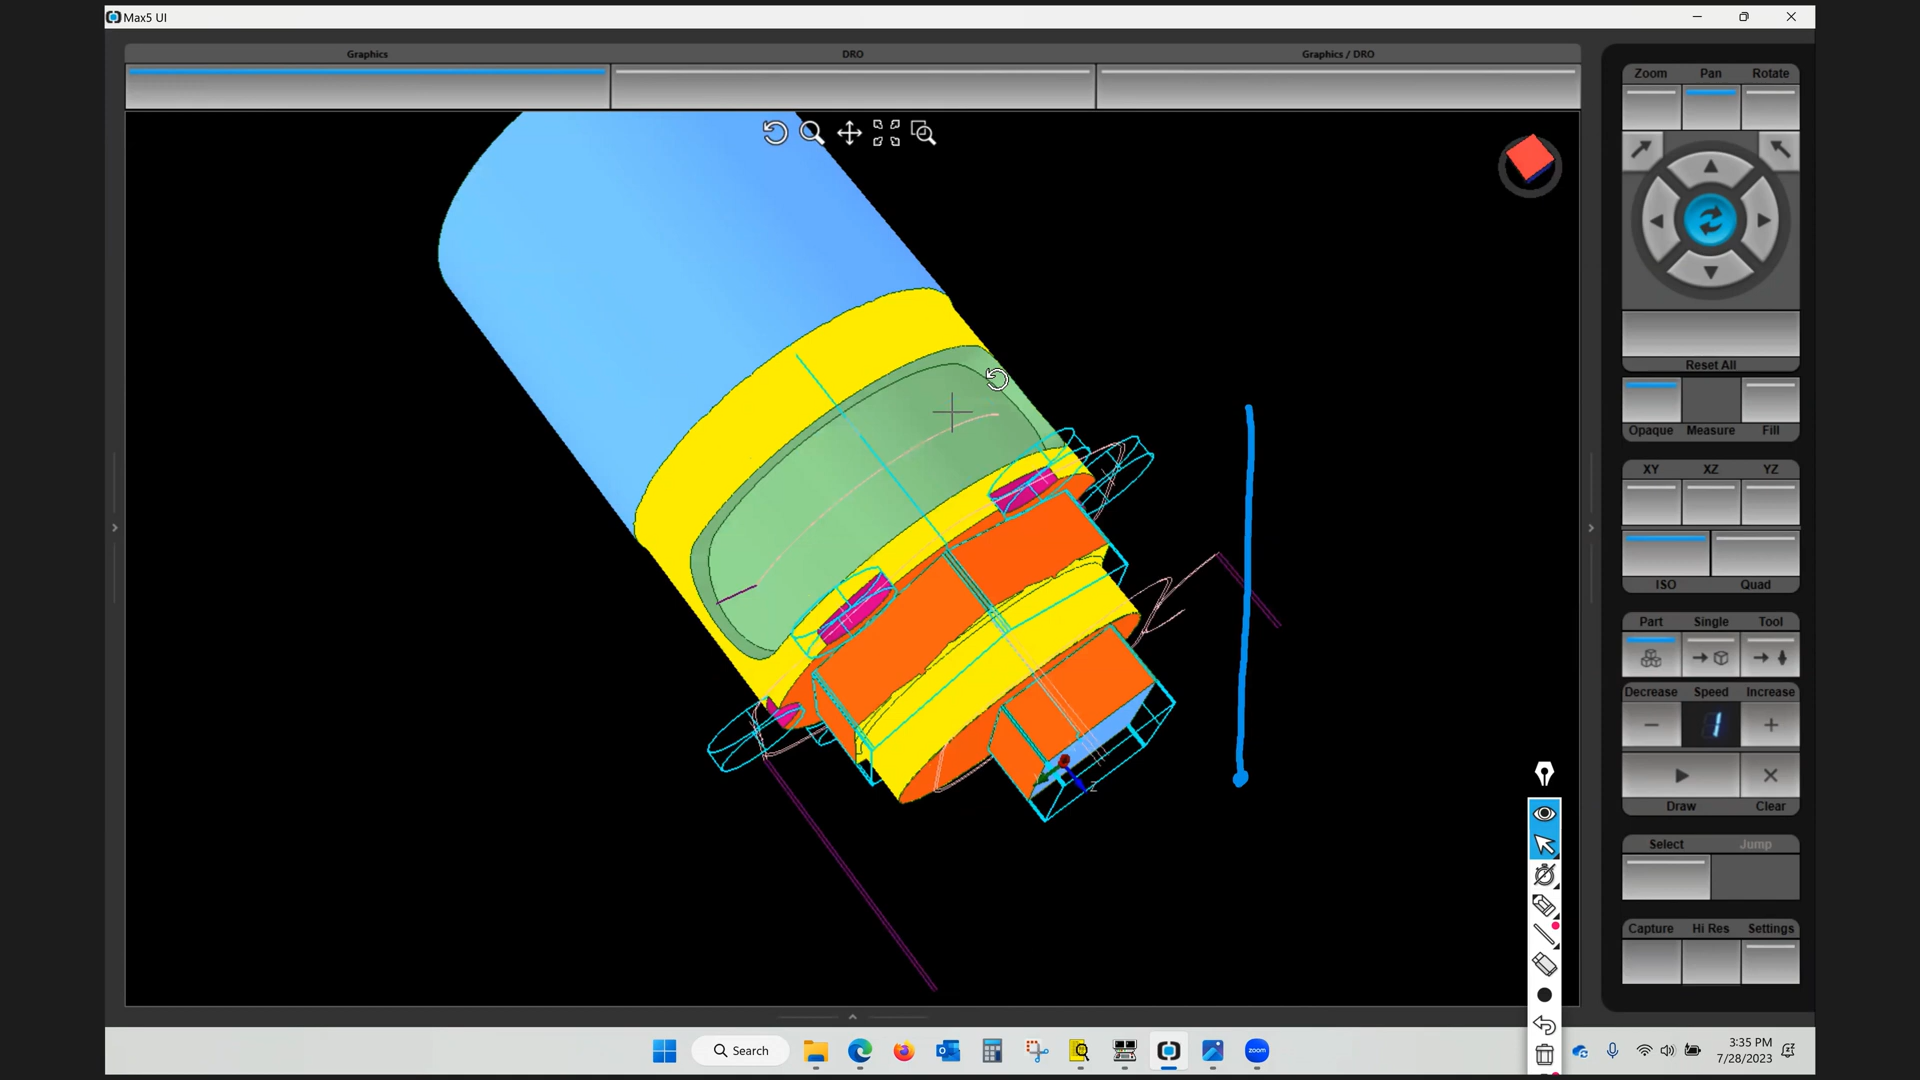 Max5 UI
Graphics
DRO
Graphics / DRO
Zoom
Pan
Rotate
Reset All
Opaque
Measure
Fill
XY
XZ
YZ
ISO
Quad
Part
Single
Tool
Decrease
Speed
Increase
1
Draw
Clear
Select
Jump
Capture
Hi Res
Settings
Z
Search
zoom
3:35 PM
7/28/2023